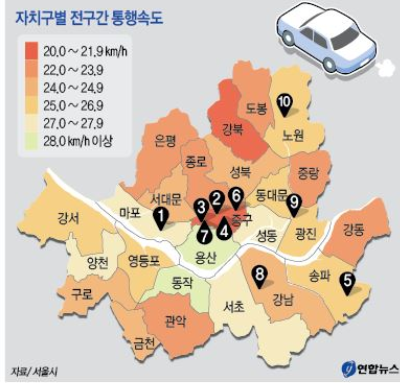 자치구별 전구간 통행속도
20.0~21.9km/h
22.0~23.9
24.0~24.9
25.0~26.9
27.0~27.9
28.0km/h 이상
도봉
10
강북
노원
은평
종로
성북
중랑
서대문
2
6
동대문
1
3
9
강서
마포
중구
강동
7
4
성동
광진
양천
영등포
용산
동작
8
송파
5
구로
강남
서초
관악
금천
자료/서울시
연합뉴스